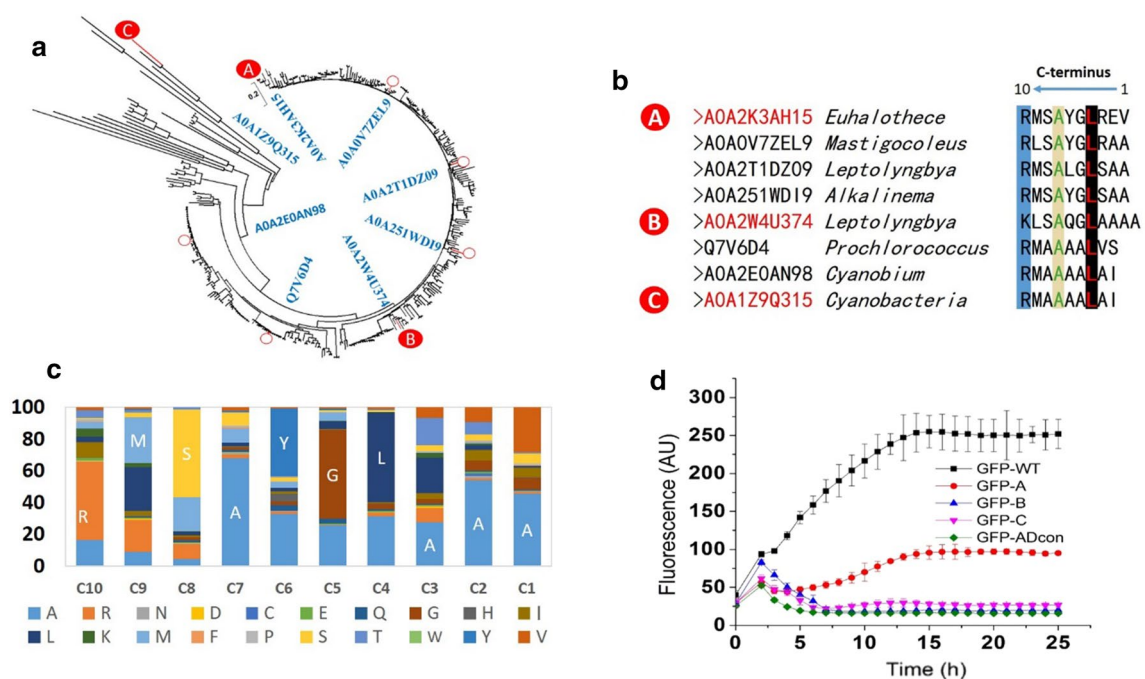 a
C
A
0.2
A0A2K3AH15
A0A1Z9Q315
A0A0V7ZEL9
A0A2T1DZ09
A0A2E0AN98
A0A251WDI9
A0A2W4U374
Q7V6D4
B
b
C-terminus
10 1
A >A0A2K3AH15 Euhalothece RMSAYGLREV
>A0A0V7ZEL9 Mastigocoleus RLSAYGLRAA
>A0A2T1DZ09 Leptolyngbya RMSALGLSAA
>A0A251WDI9 Alkalinema RMSAYGLSAA
B >A0A2W4U374 Leptolyngbya KLSAQGLAAAA
>Q7V6D4 Prochlorococcus RMAAAALVS
>A0A2E0AN98 Cyanobium RMAAAALAI
C >A0A1Z9Q315 Cyanobacteria RMAAAALAI
c
100
80
60
40
20
0
R M S A Y G L A A A
C10 C9 C8 C7 C6 C5 C4 C3 C2 C1
A R N D C E Q G H I
L K M F P S T W Y V
d
Fluorescence (AU)
300
250
200
150
100
50
0
GFP-WT
GFP-A
GFP-B
GFP-C
GFP-ADcon
0 5 10 15 20 25
Time (h)